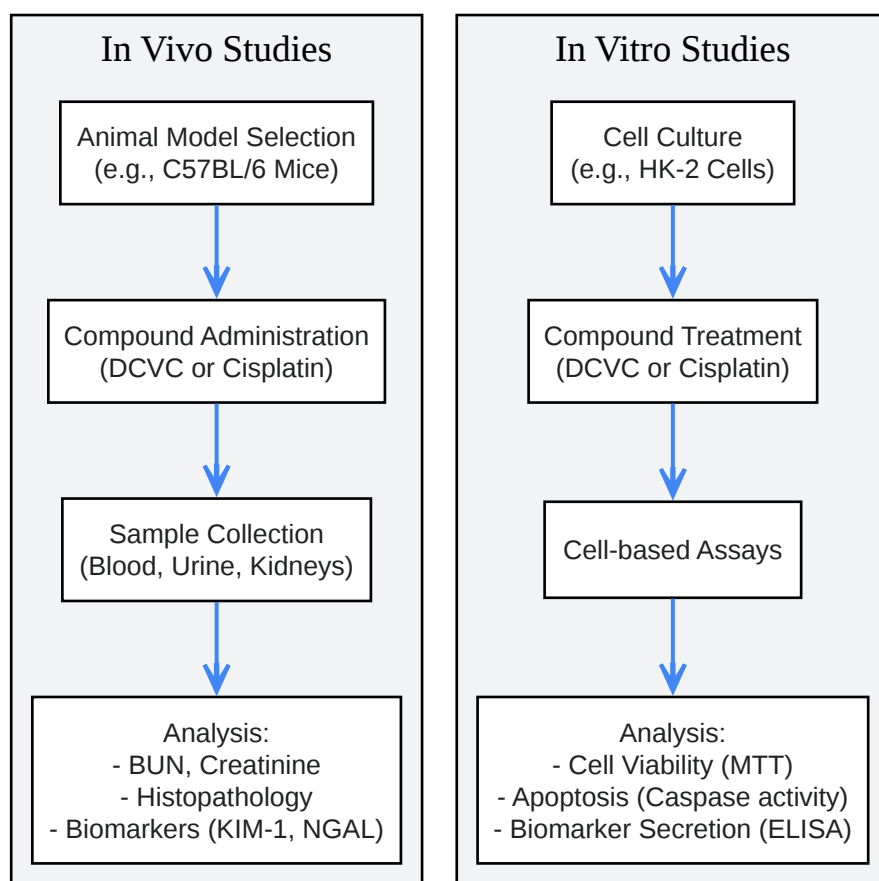 In Vivo Studies
Animal Model Selection
(e.g., C57BL/6 Mice)
Compound Administration
(DCVC or Cisplatin)
Sample Collection
(Blood, Urine, Kidneys)
Analysis:
- BUN, Creatinine
- Histopathology
- Biomarkers (KIM-1, NGAL)
In Vitro Studies
Cell Culture
(e.g., HK-2 Cells)
Compound Treatment
(DCVC or Cisplatin)
Cell-based Assays
Analysis:
- Cell Viability (MTT)
- Apoptosis (Caspase activity)
- Biomarker Secretion (ELISA)